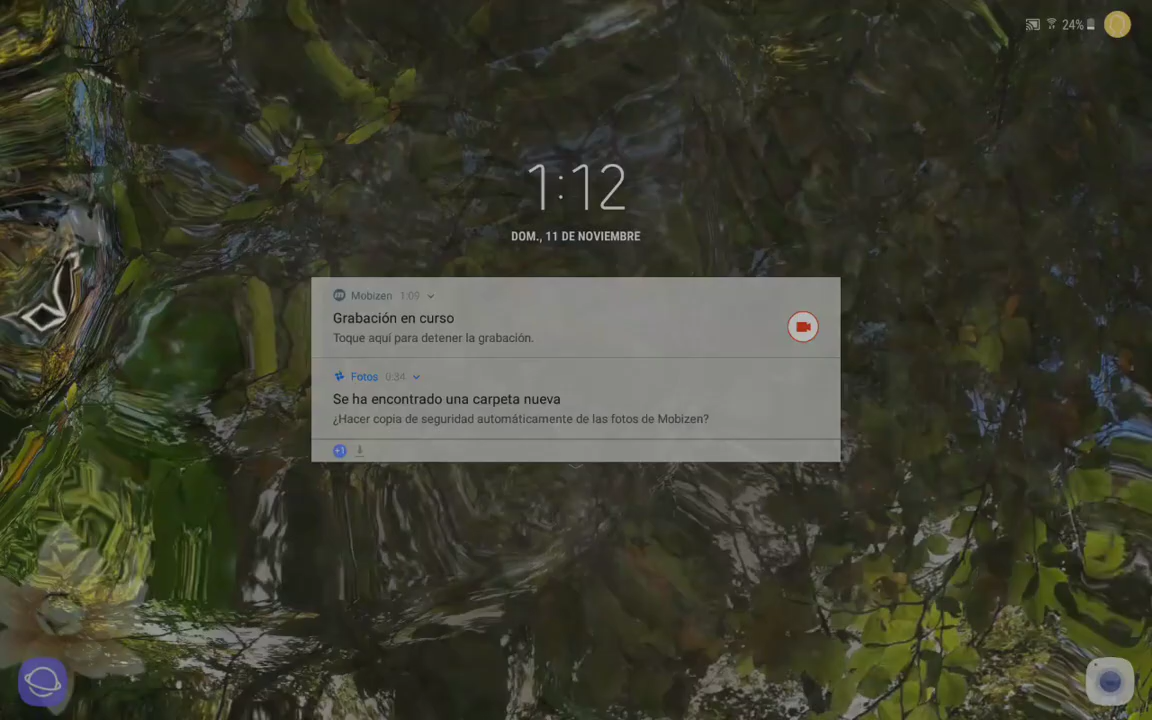 24%
1:12
DOM., 11 DE NOVIEMBRE
Mobizen 1:09
Grabación en curso
Toque aquí para detener la grabación.
Fotos 0:34
Se ha encontrado una carpeta nueva
¿Hacer copia de seguridad automáticamente de las fotos de Mobizen?
+1